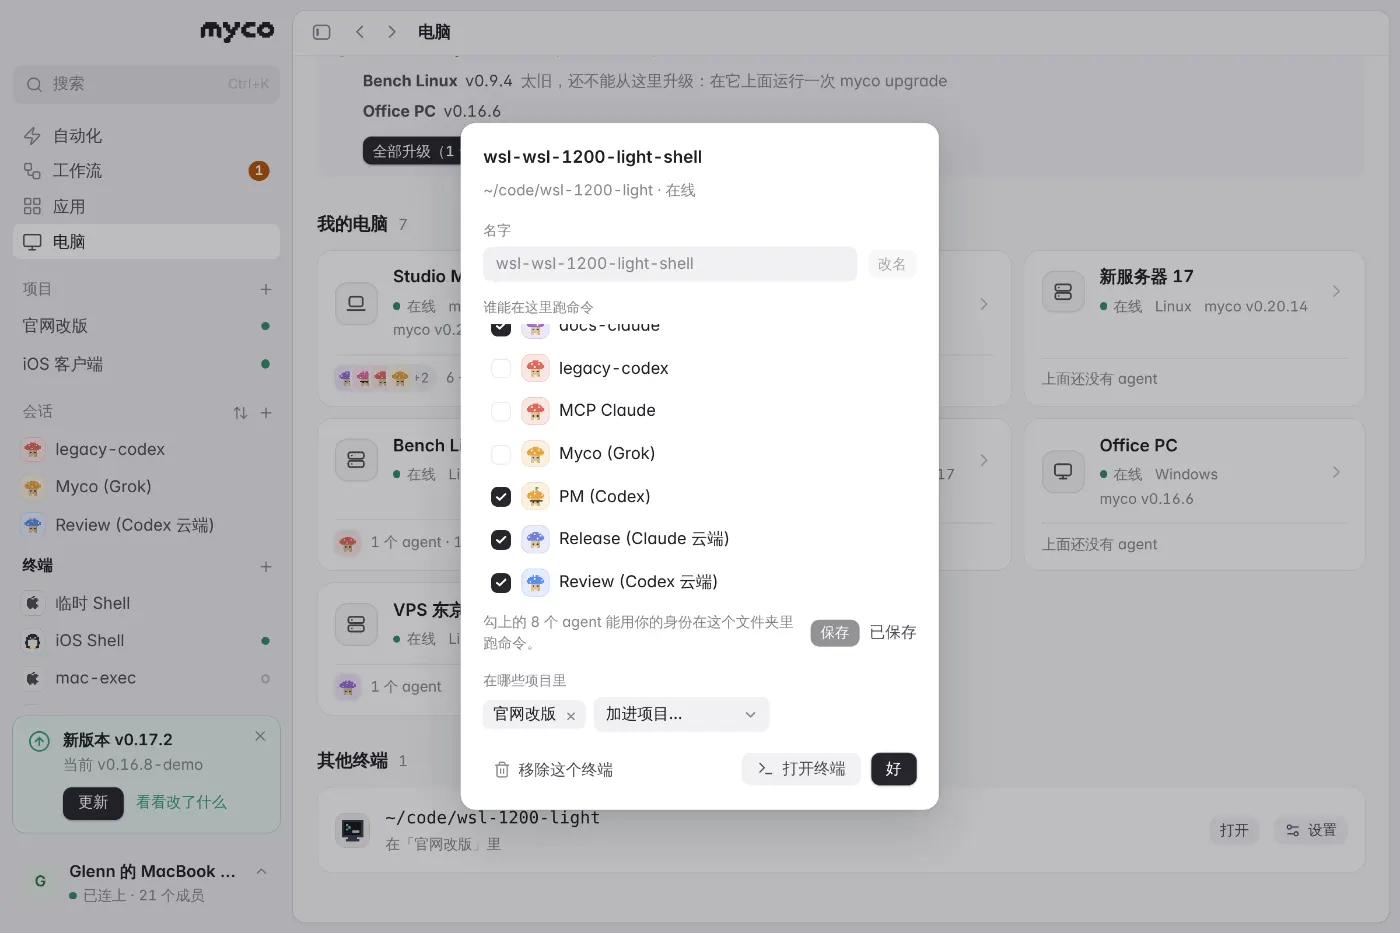 myco
搜索 Ctrl+K
自动化
工作流 1
应用
电脑
项目
官网改版
iOS 客户端
会话
legacy-codex
Myco (Grok)
Review (Codex 云端)
终端
临时 Shell
iOS Shell
mac-exec
新版本 v0.17.2
当前 v0.16.8-demo
更新 看看改了什么
G
Glenn 的 MacBook ...
已连上 · 21 个成员
电脑
Bench Linux v0.9.4 太旧，还不能从这里升级：在它上面运行一次 myco upgrade
Office PC v0.16.6
全部升级（1
我的电脑 7
Studio M
在线 m
myco v0.2
+2 6
新服务器 17
在线 Linux myco v0.20.14
上面还没有 agent
Bench Li
在线 Li
17
1 个 agent · 1
Office PC
在线 Windows
myco v0.16.6
上面还没有 agent
VPS 东京
在线 Li
1 个 agent
其他终端 1
~/code/wsl-1200-light
在「官网改版」里
打开 设置
wsl-wsl-1200-light-shell
~/code/wsl-1200-light · 在线
名字
wsl-wsl-1200-light-shell 改名
谁能在这里跑命令
docs-claude
legacy-codex
MCP Claude
Myco (Grok)
PM (Codex)
Release (Claude 云端)
Review (Codex 云端)
勾上的 8 个 agent 能用你的身份在这个文件夹里
跑命令。
保存 已保存
在哪些项目里
官网改版 × 加进项目...
移除这个终端 打开终端 好